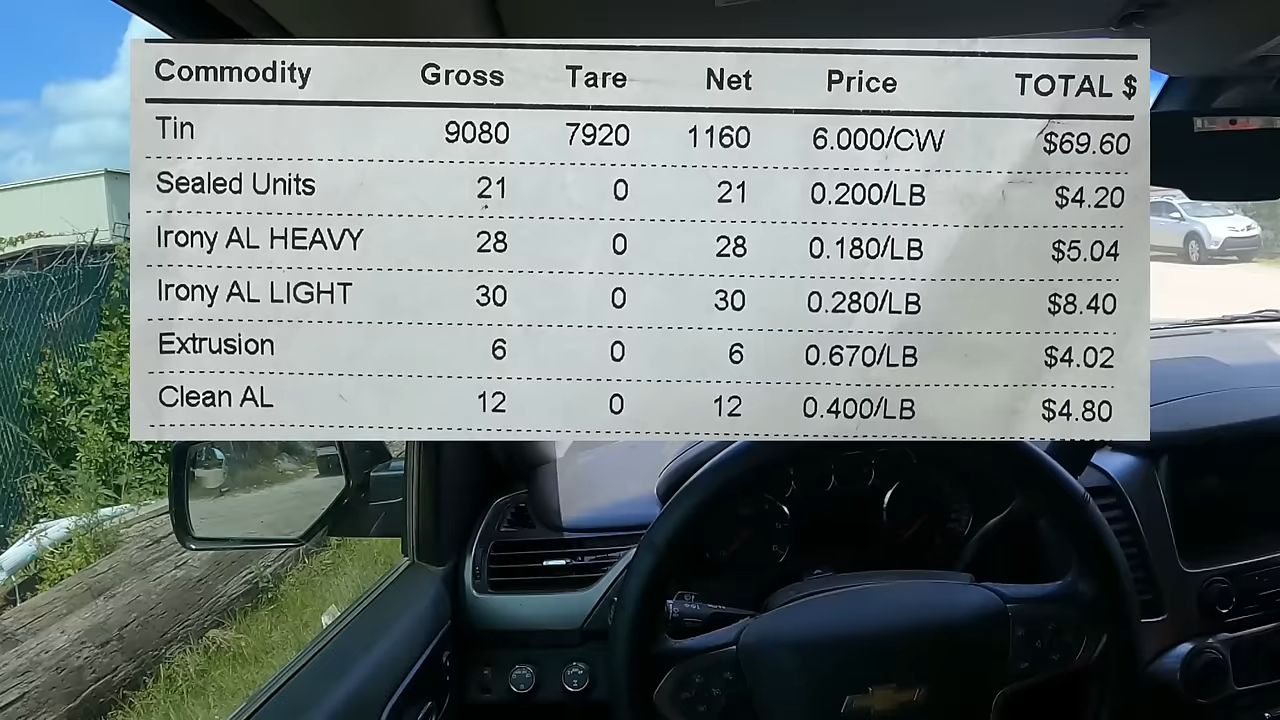 Commodity Gross Tare Net Price TOTAL $
Tin 9080 7920 1160 6.000/CW $69.60
Sealed Units 21 0 21 0.200/LB $4.20
Irony AL HEAVY 28 0 28 0.180/LB $5.04
Irony AL LIGHT 30 0 30 0.280/LB $8.40
Extrusion 6 0 6 0.670/LB $4.02
Clean AL 12 0 12 0.400/LB $4.80